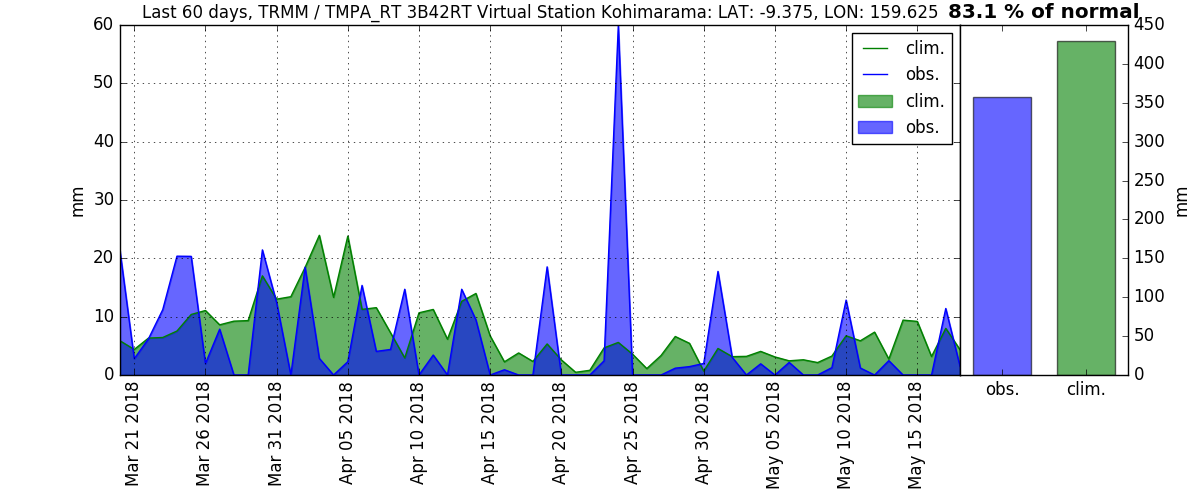 Last 60 days, TRMM / TMPA_RT 3B42RT Virtual Station Kohimarama: LAT: -9.375, LON: 159.625 83.1 % of normal
60
50
40
30
20
10
0
mm
clim.
obs.
clim.
obs.
Mar 21 2018
Mar 26 2018
Mar 31 2018
Apr 05 2018
Apr 10 2018
Apr 15 2018
Apr 20 2018
Apr 25 2018
Apr 30 2018
May 05 2018
May 10 2018
May 15 2018
450
400
350
300
250
200
150
100
50
0
mm
obs. clim.